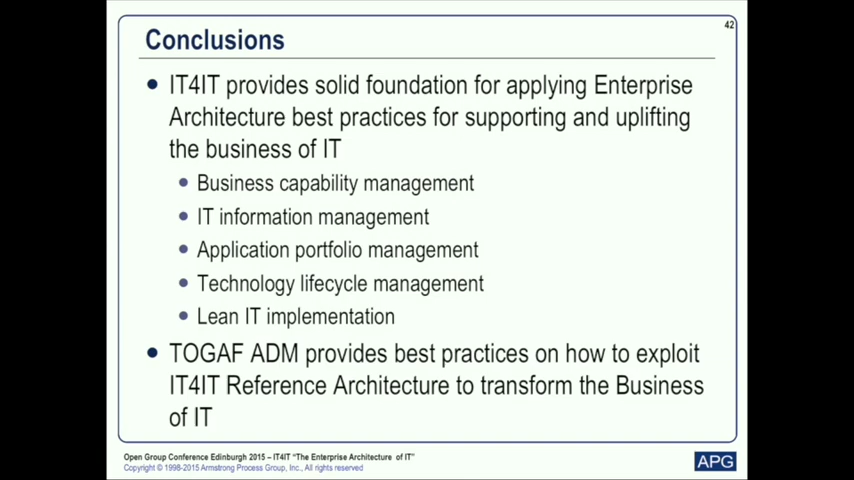 42
Conclusions
• IT4IT provides solid foundation for applying Enterprise
Architecture best practices for supporting and uplifting
the business of IT
• Business capability management
• IT information management
• Application portfolio management
• Technology lifecycle management
• Lean IT implementation
• TOGAF ADM provides best practices on how to exploit
IT4IT Reference Architecture to transform the Business
of IT
Open Group Conference Edinburgh 2015 – IT4IT “The Enterprise Architecture of IT”
Copyright © 1998-2015 Armstrong Process Group, Inc., All rights reserved
APG